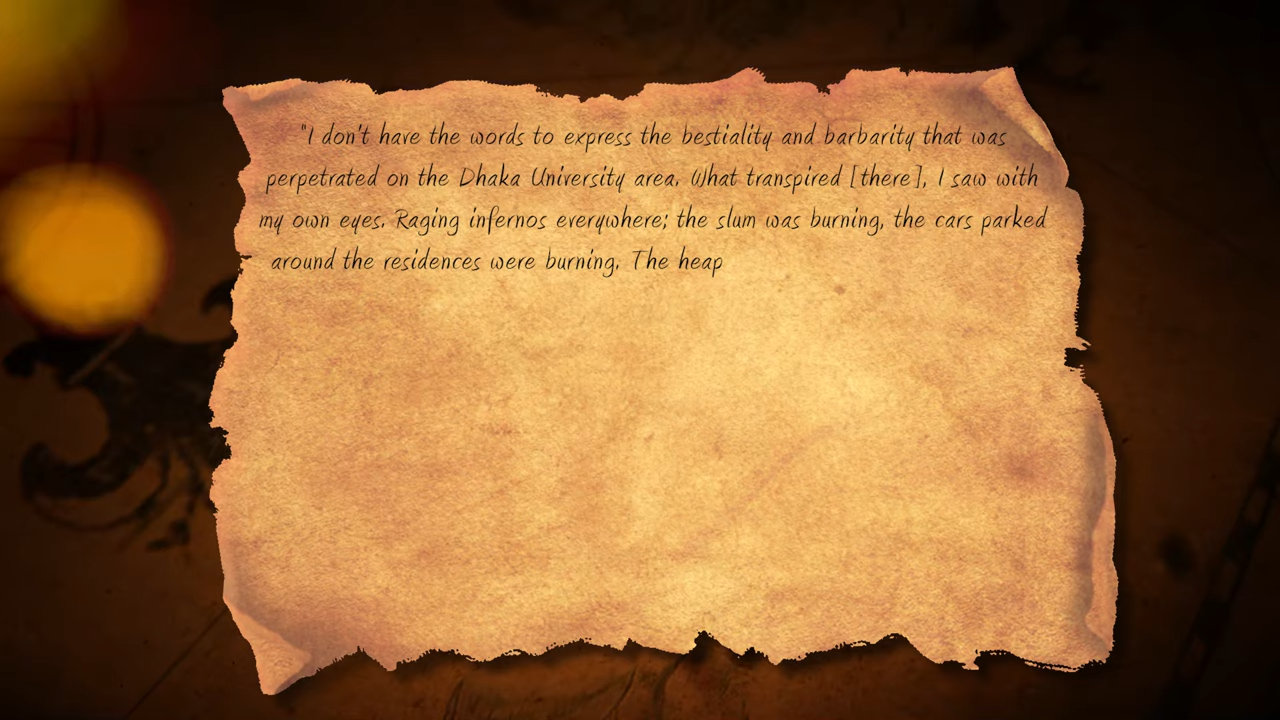 "I don't have the words to express the bestiality and barbarity that was
perpetrated on the Dhaka University area. What transpired [there], I saw with
my own eyes. Raging infernos everywhere; the slum was burning, the cars parked
around the residences were burning. The heap